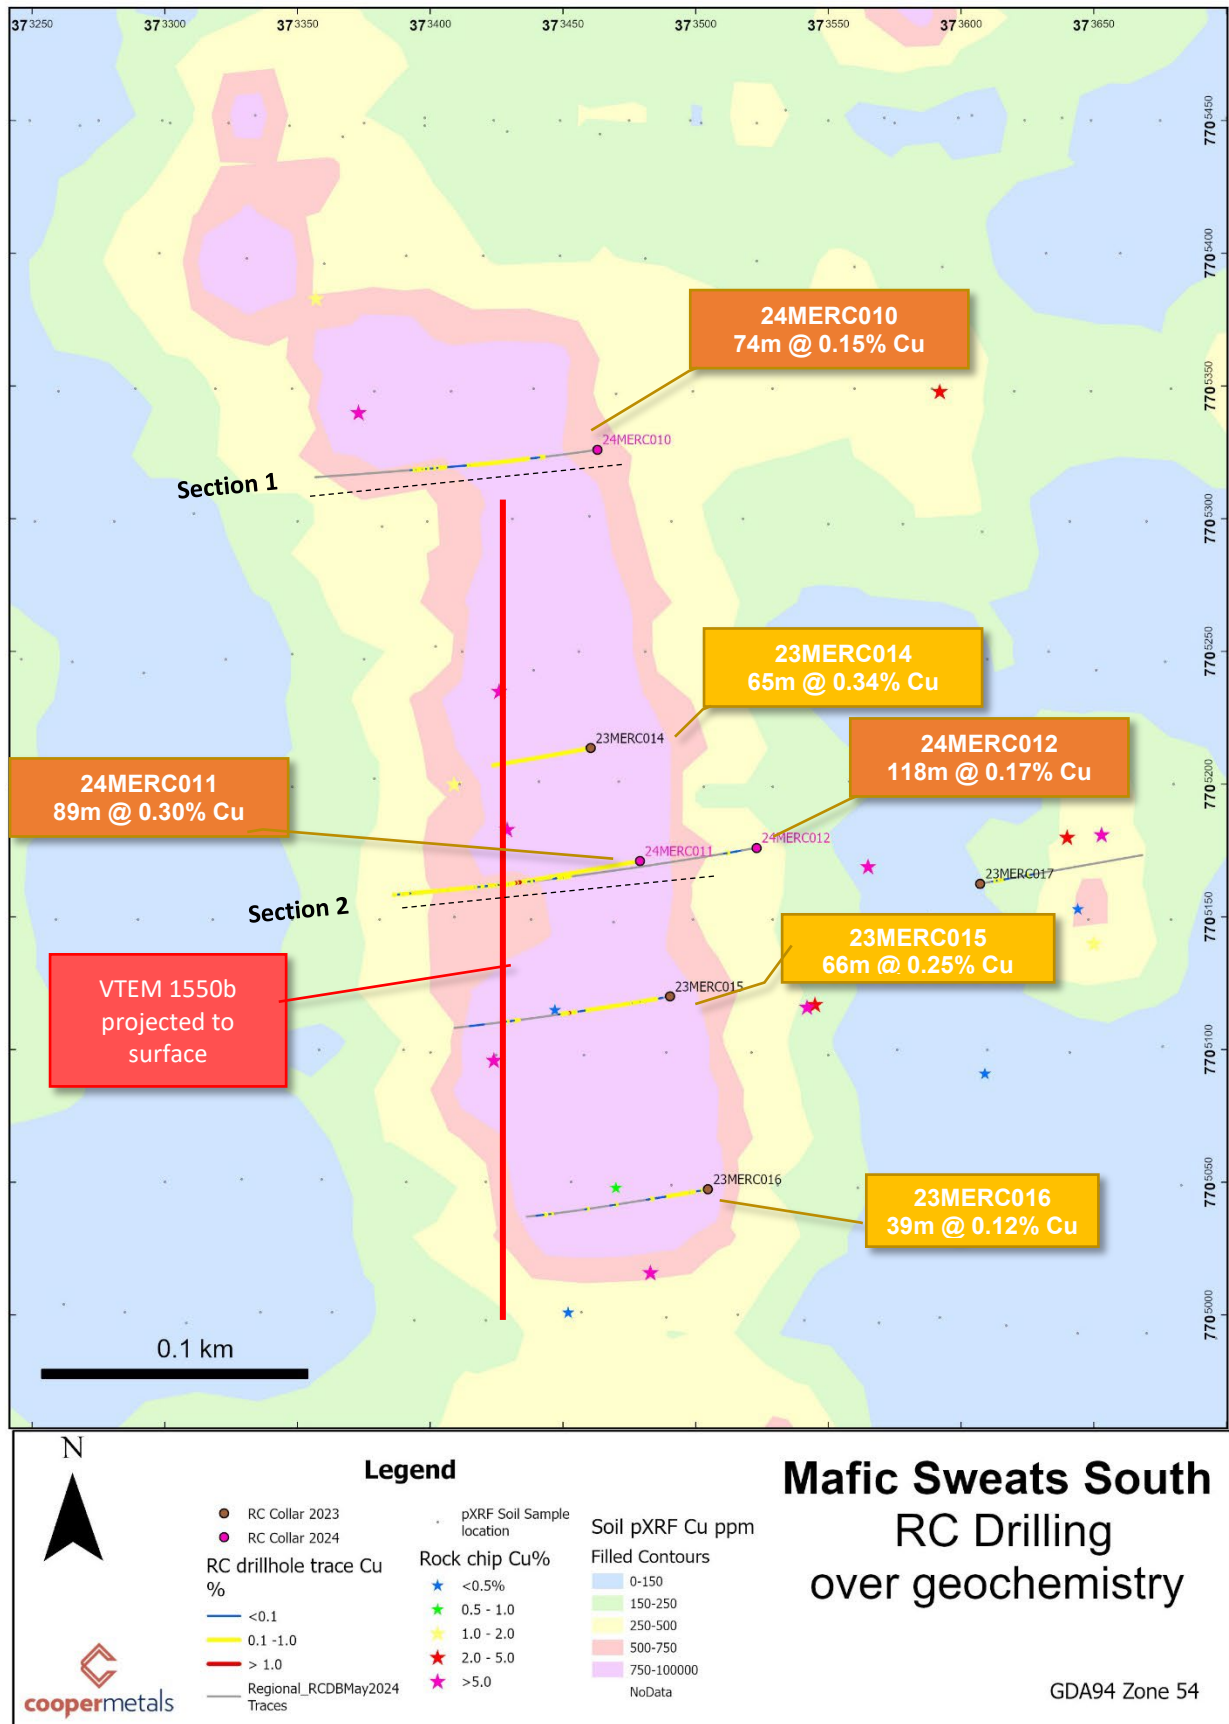 373250 373300 373400 373450 373500 373550 373600 373650
7705450
7705400
7705350
7705300
7705250
7705200
7705150
7705100
7705050
7705000
24MERC010
74m @ 0.15% Cu
24MERC010
Section 1
23MERC014
65m @ 0.34% Cu
23MERC014
24MERC012
118m @ 0.17% Cu
24MERC011
89m @ 0.30% Cu
24MERC012
24MERC011
23MERC017
Section 2
23MERC015
66m @ 0.25% Cu
VTEM 1550b
projected to
surface
23MERC015
23MERC016
23MERC016
39m @ 0.12% Cu
0.1 km
N
Legend
RC Collar 2023
RC Collar 2024
RC drillhole trace Cu
%
<0.1
0.1 -1.0
> 1.0
Regional_RCDBMay2024
Traces
pXRF Soil Sample
location
Rock chip Cu%
<0.5%
0.5 - 1.0
1.0 - 2.0
2.0 - 5.0
>5.0
Soil pXRF Cu ppm
Filled Contours
0-150
150-250
250-500
500-750
750-100000
NoData
Mafic Sweats South
RC Drilling
over geochemistry
GDA94 Zone 54
coopermetals